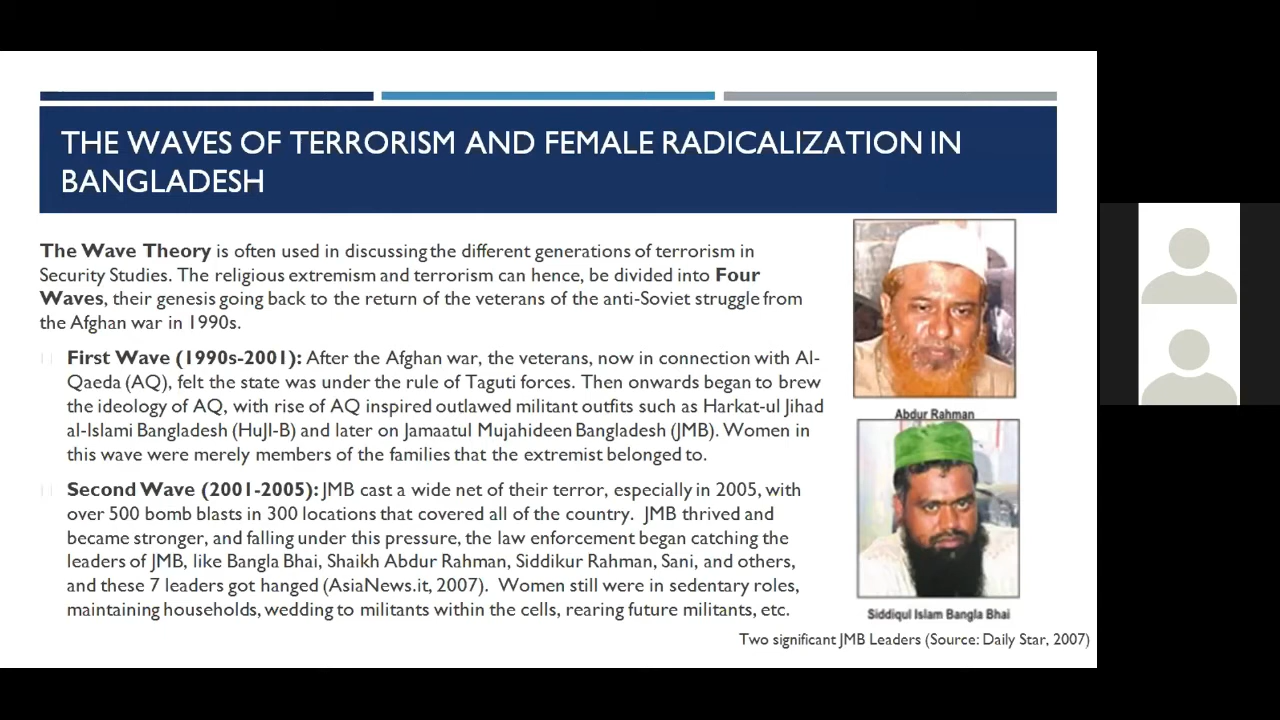 THE WAVES OF TERRORISM AND FEMALE RADICALIZATION IN
BANGLADESH
The Wave Theory is often used in discussing the different generations of terrorism in
Security Studies. The religious extremism and terrorism can hence, be divided into Four
Waves, their genesis going back to the return of the veterans of the anti-Soviet struggle from
the Afghan war in 1990s.
First Wave (1990s-2001): After the Afghan war, the veterans, now in connection with Al-
Qaeda (AQ), felt the state was under the rule of Taguti forces. Then onwards began to brew
the ideology of AQ, with rise of AQ inspired outlawed militant outfits such as Harkat-ul Jihad
al-Islami Bangladesh (HuJI-B) and later on Jamaatul Mujahideen Bangladesh (JMB). Women in
this wave were merely members of the families that the extremist belonged to.
Second Wave (2001-2005): JMB cast a wide net of their terror, especially in 2005, with
over 500 bomb blasts in 300 locations that covered all of the country. JMB thrived and
became stronger, and falling under this pressure, the law enforcement began catching the
leaders of JMB, like Bangla Bhai, Shaikh Abdur Rahman, Siddikur Rahman, Sani, and others,
and these 7 leaders got hanged (AsiaNews.it, 2007). Women still were in sedentary roles,
maintaining households, wedding to militants within the cells, rearing future militants, etc.
Abdur Rahman
Siddiqul Islam Bangla Bhai
Two significant JMB Leaders (Source: Daily Star, 2007)